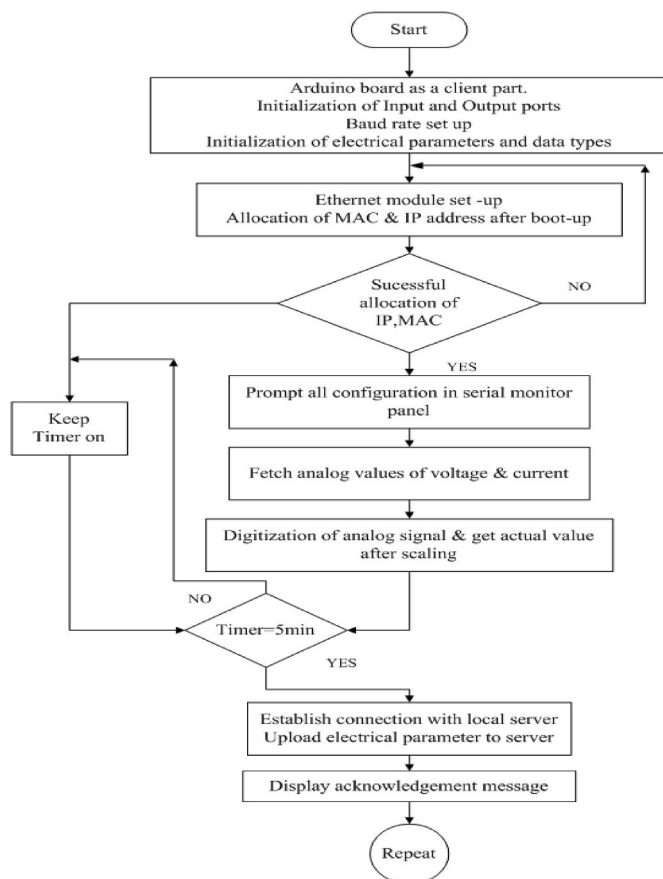 Start
Arduino board as a client part.
Initialization of Input and Output ports
Baud rate set up
Initialization of electrical parameters and data types
Ethernet module set -up
Allocation of MAC & IP address after boot-up
Sucessful
allocation of
IP,MAC
NO
YES
Prompt all configuration in serial monitor
panel
Keep
Timer on
Fetch analog values of voltage & current
Digitization of analog signal & get actual value
after scaling
NO
Timer=5min
YES
Establish connection with local server
Upload electrical parameter to server
Display acknowledgement message
Repeat